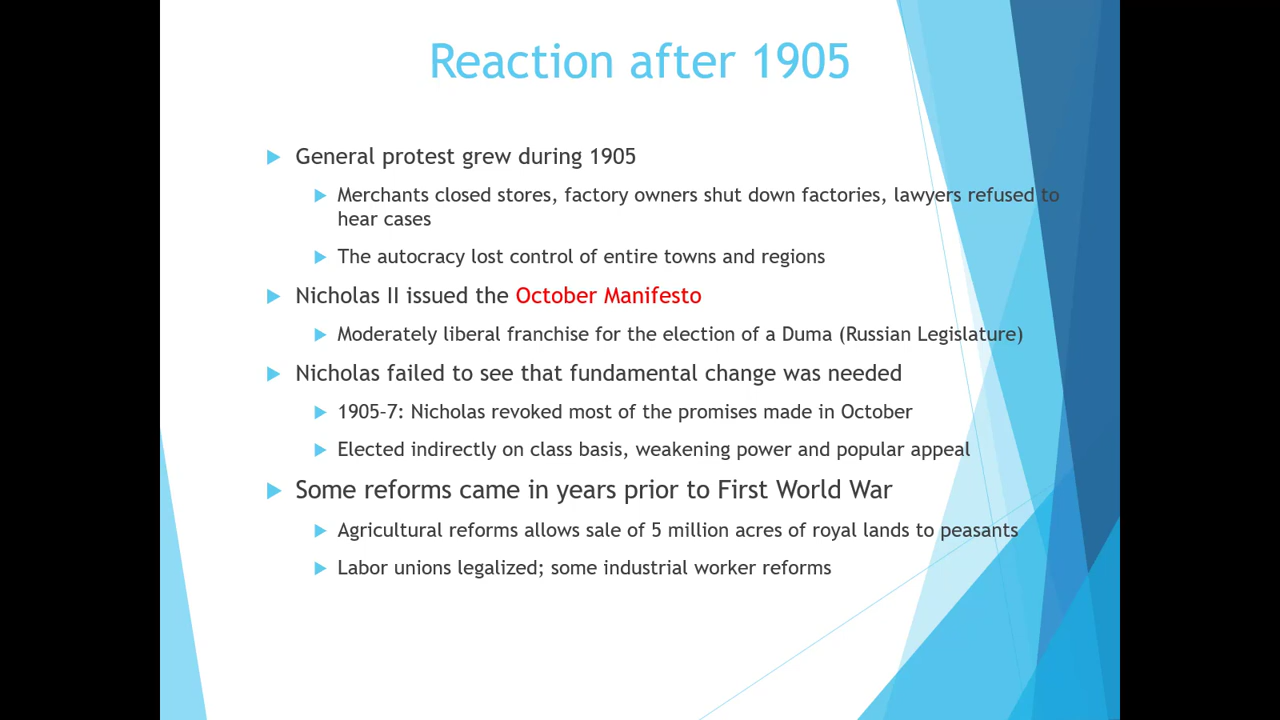 Reaction after 1905
General protest grew during 1905
Merchants closed stores, factory owners shut down factories, lawyers refused to
hear cases
The autocracy lost control of entire towns and regions
Nicholas II issued the October Manifesto
Moderately liberal franchise for the election of a Duma (Russian Legislature)
Nicholas failed to see that fundamental change was needed
1905-7: Nicholas revoked most of the promises made in October
Elected indirectly on class basis, weakening power and popular appeal
Some reforms came in years prior to First World War
Agricultural reforms allows sale of 5 million acres of royal lands to peasants
Labor unions legalized; some industrial worker reforms